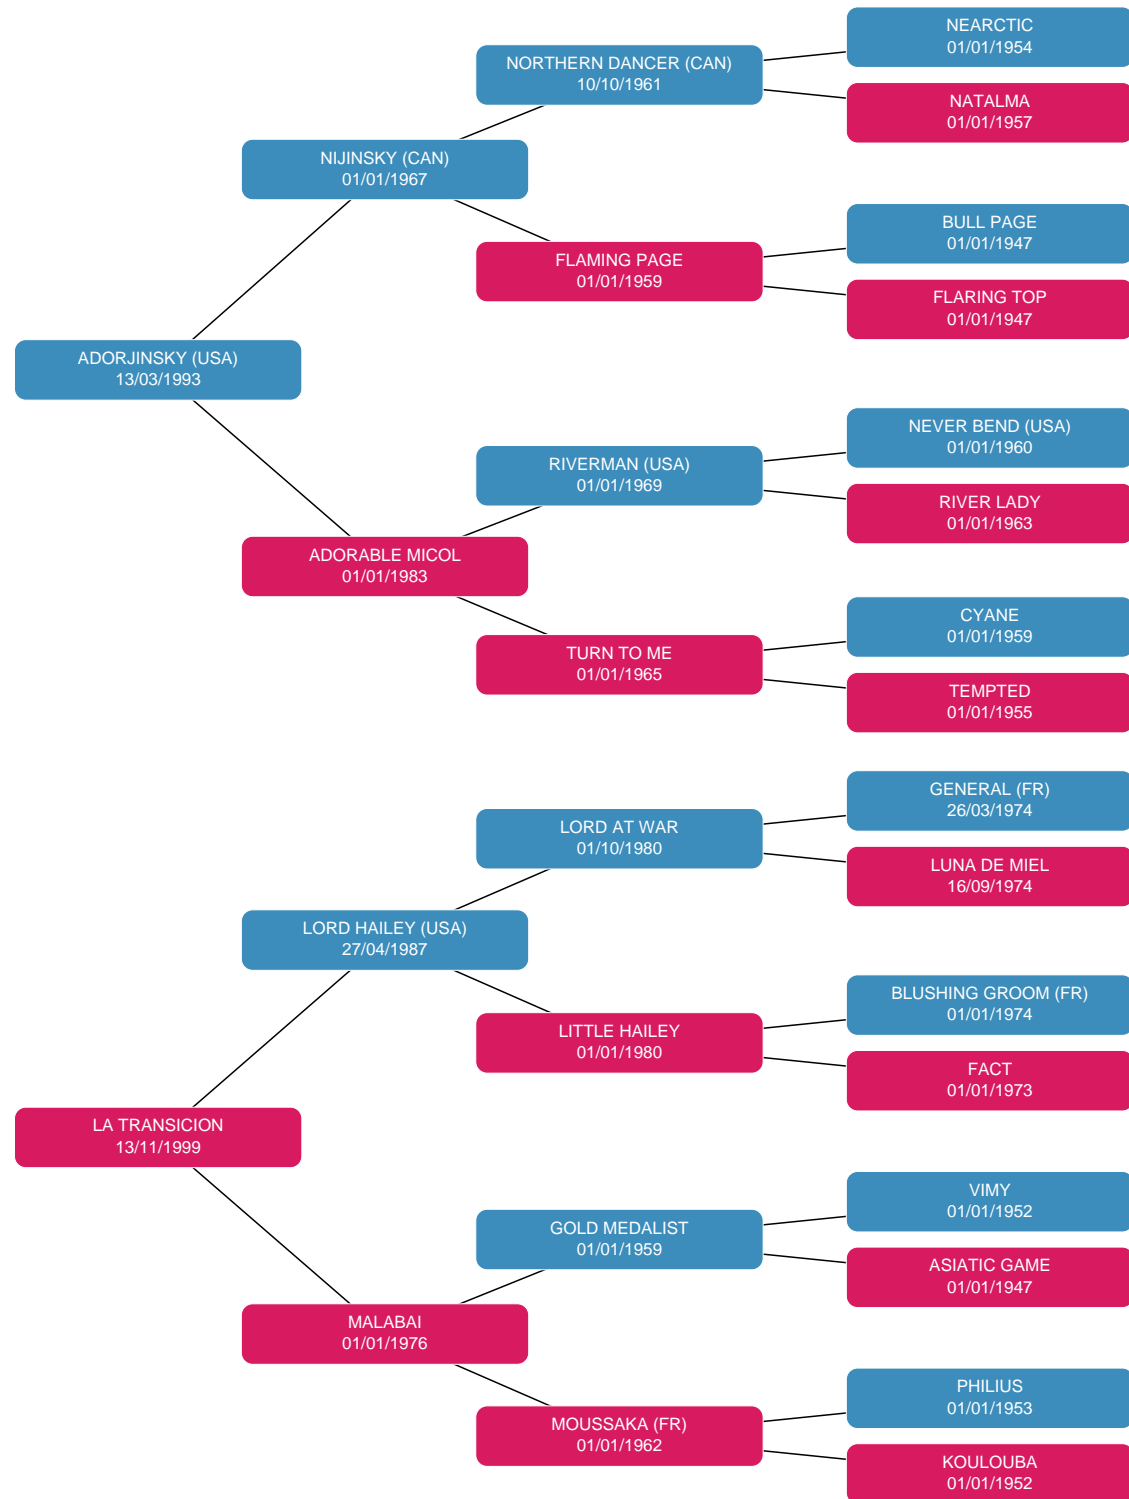 NEARCTIC
01/01/1954
NORTHERN DANCER (CAN)
10/10/1961
NATALMA
01/01/1957
NIJINSKY (CAN)
01/01/1967
BULL PAGE
01/01/1947
FLAMING PAGE
01/01/1959
FLARING TOP
01/01/1947
ADORJINSKY (USA)
13/03/1993
NEVER BEND (USA)
01/01/1960
RIVERMAN (USA)
01/01/1969
RIVER LADY
01/01/1963
ADORABLE MICOL
01/01/1983
CYANE
01/01/1959
TURN TO ME
01/01/1965
TEMPTED
01/01/1955
GENERAL (FR)
26/03/1974
LORD AT WAR
01/10/1980
LUNA DE MIEL
16/09/1974
LORD HAILEY (USA)
27/04/1987
BLUSHING GROOM (FR)
01/01/1974
LITTLE HAILEY
01/01/1980
FACT
01/01/1973
LA TRANSICION
13/11/1999
VIMY
01/01/1952
GOLD MEDALIST
01/01/1959
ASIATIC GAME
01/01/1947
MALABAI
01/01/1976
PHILIUS
01/01/1953
MOUSSAKA (FR)
01/01/1962
KOULOUBA
01/01/1952